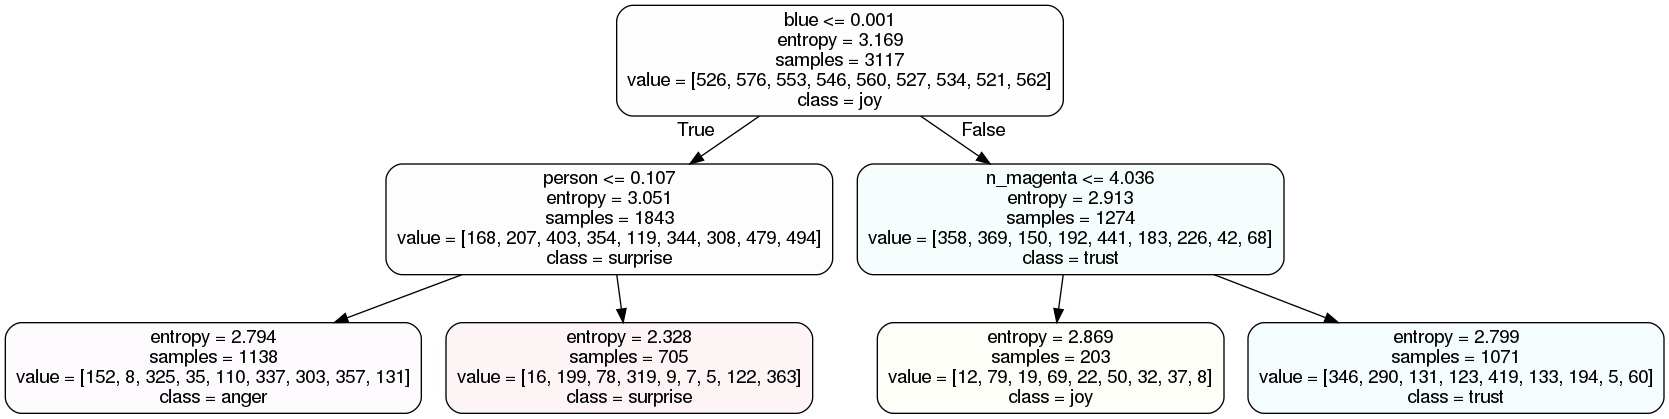 blue <= 0.001
entropy = 3.169
samples = 3117
value = [526, 576, 553, 546, 560, 527, 534, 521, 562]
class = joy
True
False
person <= 0.107
entropy = 3.051
samples = 1843
value = [168, 207, 403, 354, 119, 344, 308, 479, 494]
class = surprise
n_magenta <= 4.036
entropy = 2.913
samples = 1274
value = [358, 369, 150, 192, 441, 183, 226, 42, 68]
class = trust
entropy = 2.794
samples = 1138
value = [152, 8, 325, 35, 110, 337, 303, 357, 131]
class = anger
entropy = 2.328
samples = 705
value = [16, 199, 78, 319, 9, 7, 5, 122, 363]
class = surprise
entropy = 2.869
samples = 203
value = [12, 79, 19, 69, 22, 50, 32, 37, 8]
class = joy
entropy = 2.799
samples = 1071
value = [346, 290, 131, 123, 419, 133, 194, 5, 60]
class = trust